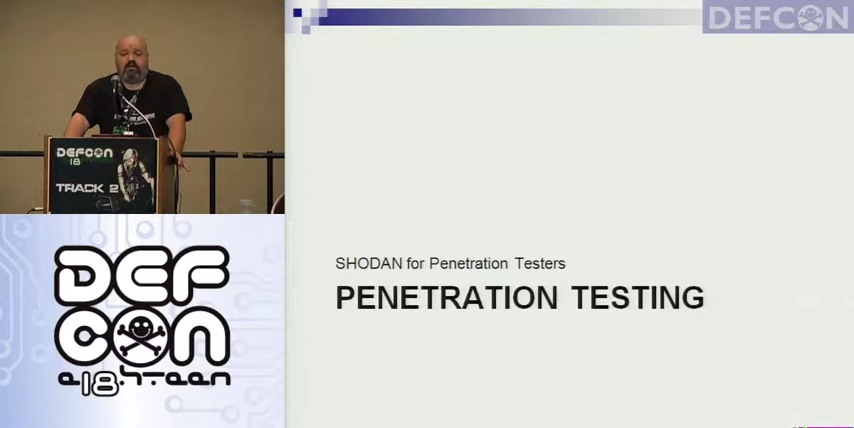 DEFCON
DEFCON
18
TRACK 2
DEF
CON
e18hteen
SHODAN for Penetration Testers
PENETRATION TESTING